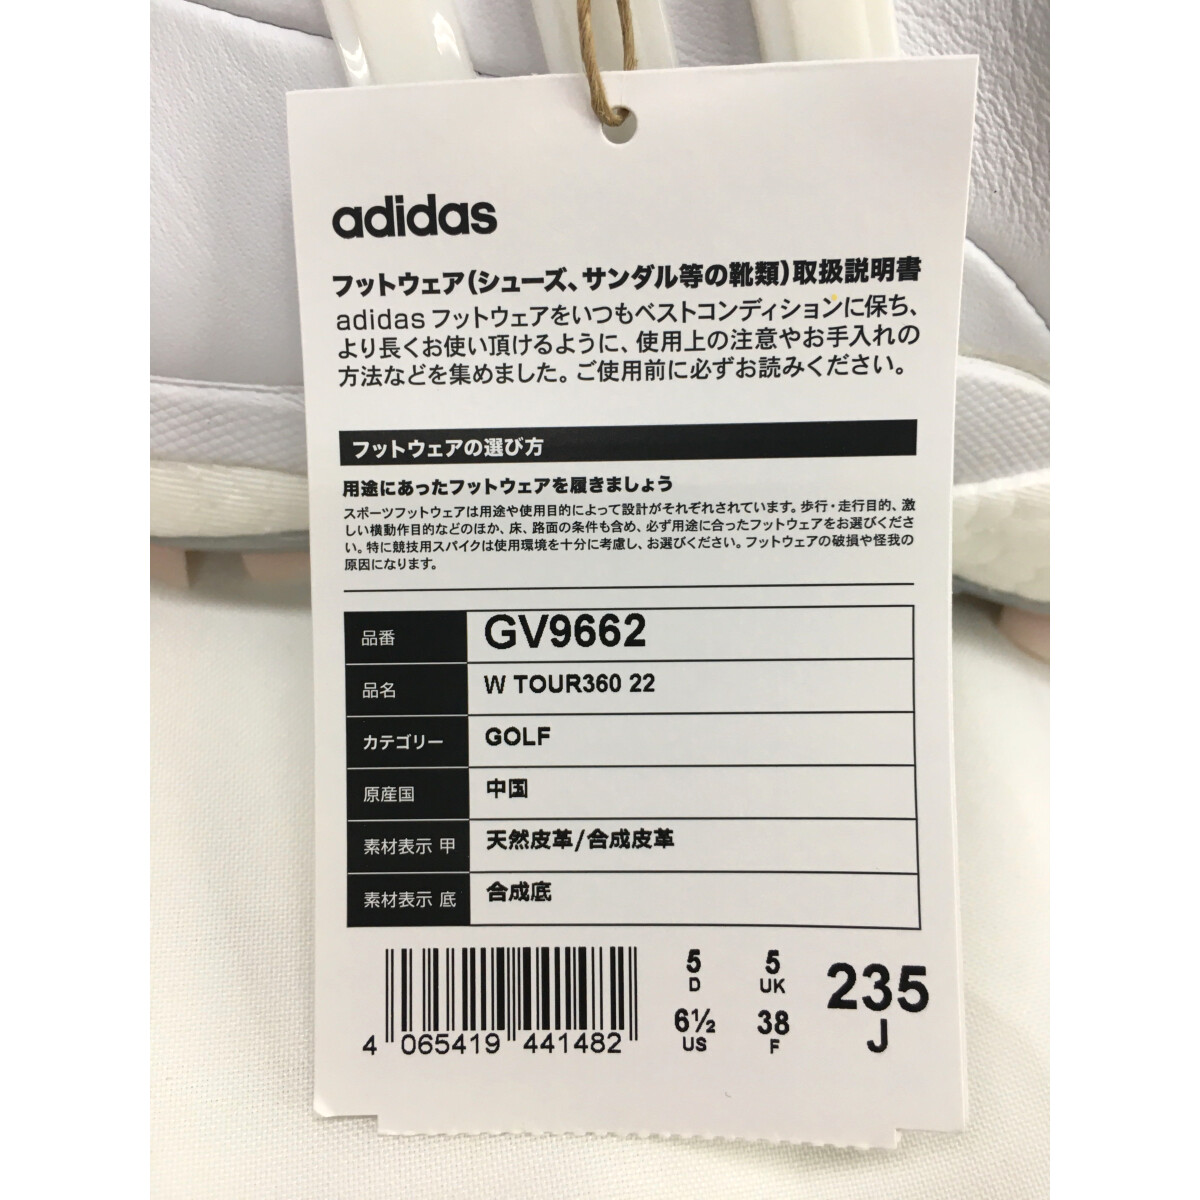 adidas
フットウェア(シューズ、サンダル等の靴類)取扱説明書
adidas フットウェアをいつもベストコンディションに保ち、
より長くお使い頂けるように、使用上の注意やお手入れの
方法などを集めました。ご使用前に必ずお読みください。
フットウェアの選び方
用途にあったフットウェアを履きましょう
スポーツフットウェアは用途や使用目的によって設計がそれぞれされています。歩行・走行目的、激
しい横動作目的などのほか、床、路面の条件も含め、必ず用途に合ったフットウェアをお選びくださ
い。特に競技用スパイクは使用環境を十分に考慮し、お選びください。フットウェアの破損や怪我の
原因になります。
品番 GV9662
品名 W TOUR360 22
カテゴリー GOLF
原産国 中国
素材表示 甲 天然皮革/合成皮革
素材表示 底 合成底
4 065419 441482
5 5 235
D UK
6½ 38 J
US F